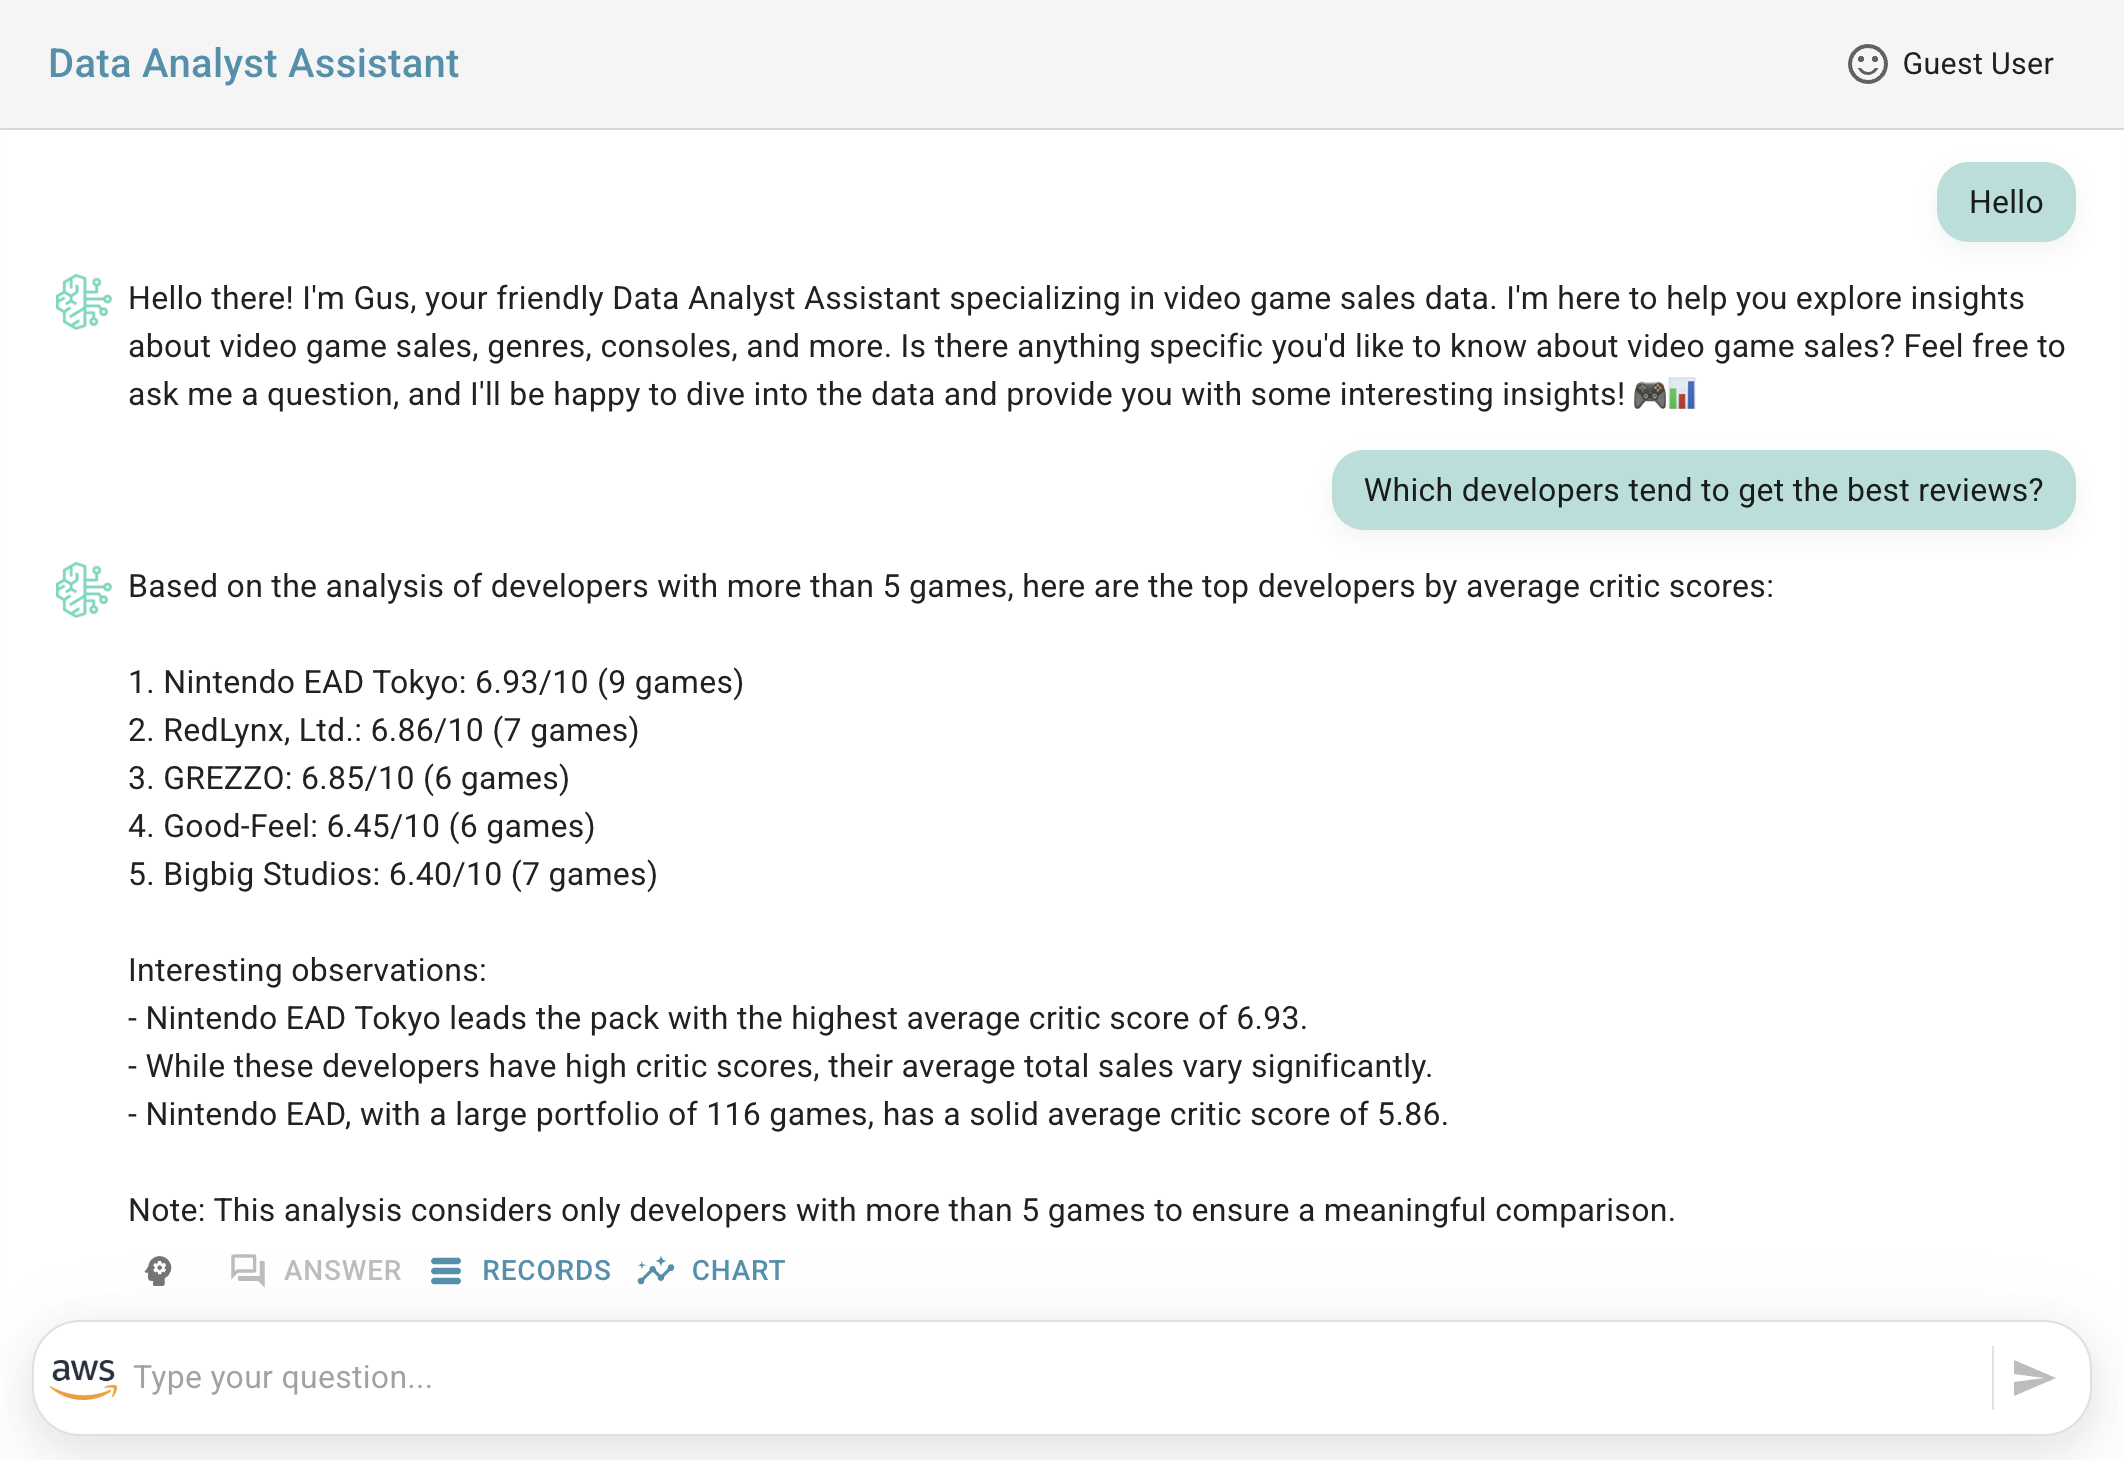 Data Analyst Assistant
Guest User
Hello
Hello there! I'm Gus, your friendly Data Analyst Assistant specializing in video game sales data. I'm here to help you explore insights
about video game sales, genres, consoles, and more. Is there anything specific you'd like to know about video game sales? Feel free to
ask me a question, and I'll be happy to dive into the data and provide you with some interesting insights! 🎮📊
Which developers tend to get the best reviews?
Based on the analysis of developers with more than 5 games, here are the top developers by average critic scores:
1. Nintendo EAD Tokyo: 6.93/10 (9 games)
2. RedLynx, Ltd.: 6.86/10 (7 games)
3. GREZZO: 6.85/10 (6 games)
4. Good-Feel: 6.45/10 (6 games)
5. Bigbig Studios: 6.40/10 (7 games)
Interesting observations:
- Nintendo EAD Tokyo leads the pack with the highest average critic score of 6.93.
- While these developers have high critic scores, their average total sales vary significantly.
- Nintendo EAD, with a large portfolio of 116 games, has a solid average critic score of 5.86.
Note: This analysis considers only developers with more than 5 games to ensure a meaningful comparison.
ANSWER RECORDS CHART
aws Type your question...